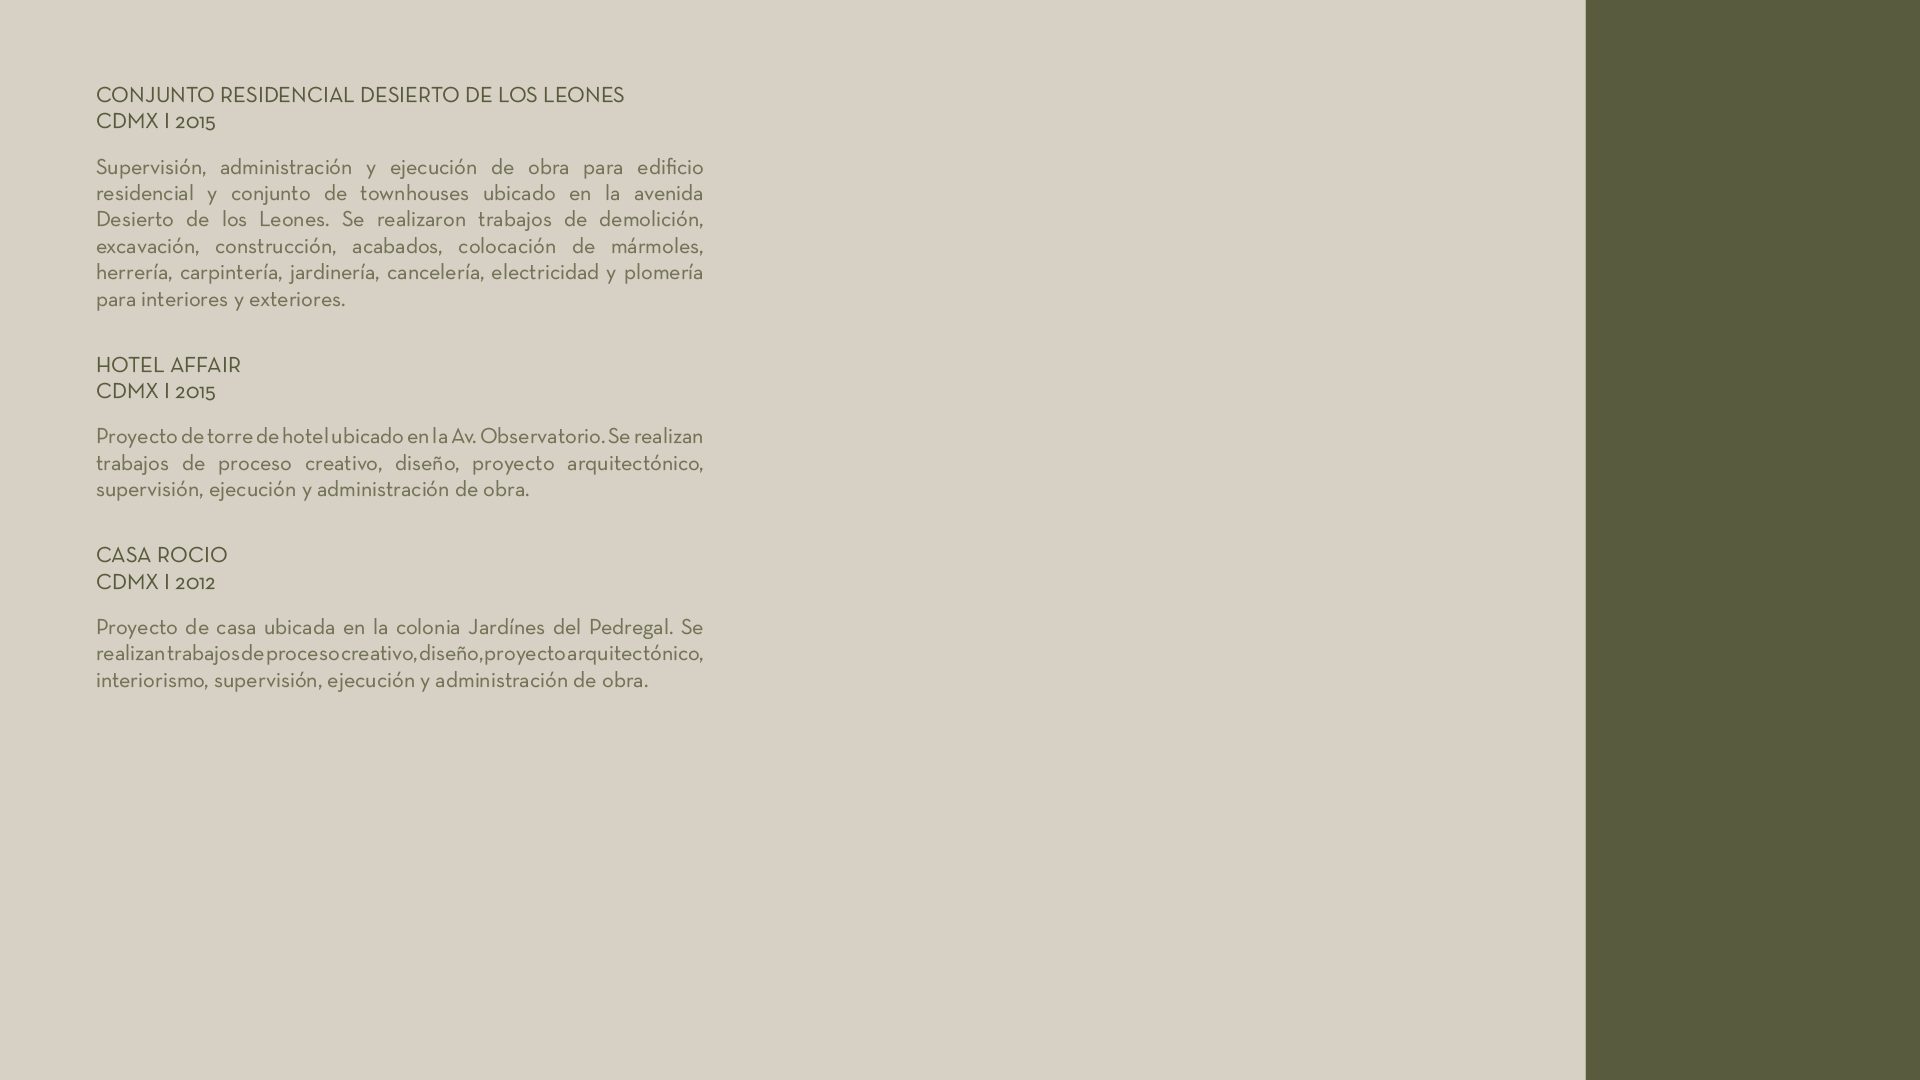 CONJUNTO RESIDENCIAL DESIERTO DE LOS LEONES
CDMX I 2015
Supervisión, administración y ejecución de obra para edificio
residencial y conjunto de townhouses ubicado en la avenida
Desierto de los Leones. Se realizaron trabajos de demolición,
excavación, construcción, acabados, colocación de mármoles,
herrería, carpintería, jardinería, cancelería, electricidad y plomería
para interiores y exteriores.
HOTEL AFFAIR
CDMX I 2015
Proyecto de torre de hotel ubicado en la Av. Observatorio. Se realizan
trabajos de proceso creativo, diseño, proyecto arquitectónico,
supervisión, ejecución y administración de obra.
CASA ROCIO
CDMX I 2012
Proyecto de casa ubicada en la colonia Jardínes del Pedregal. Se
realizan trabajos de proceso creativo, diseño, proyecto arquitectónico,
interiorismo, supervisión, ejecución y administración de obra.